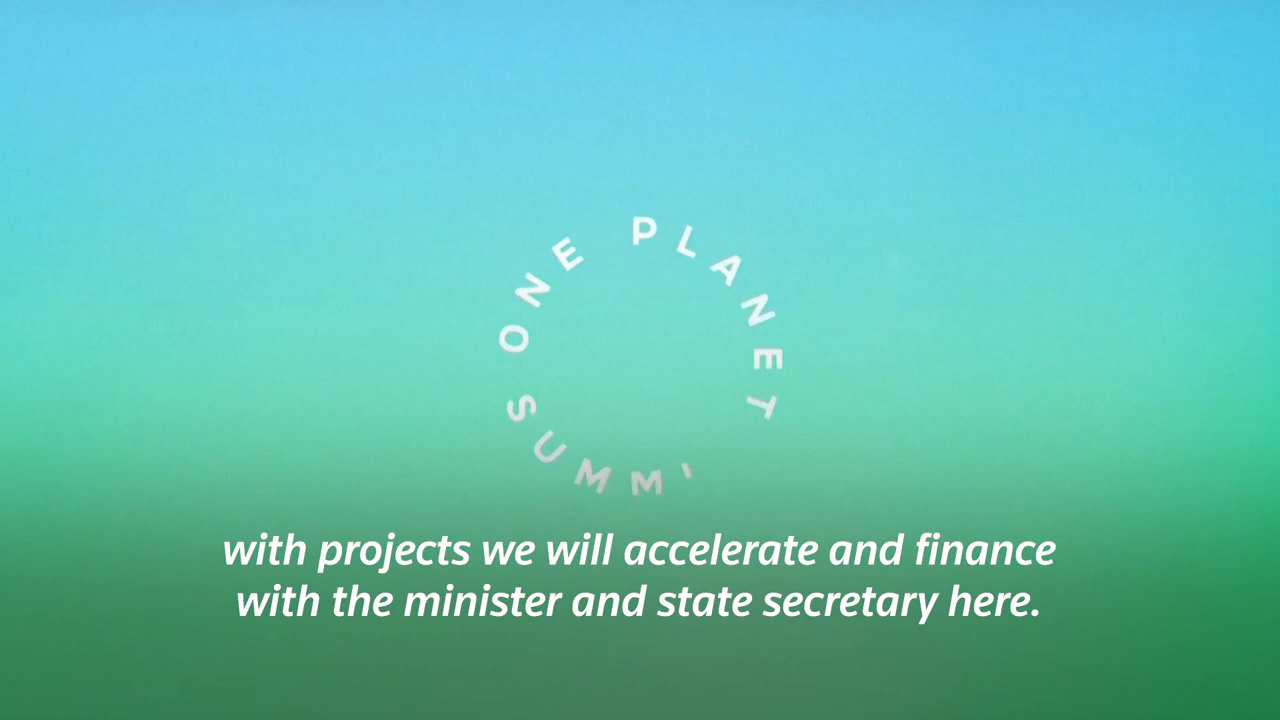 ONE PLANET
SUMM
with projects we will accelerate and finance
with the minister and state secretary here.